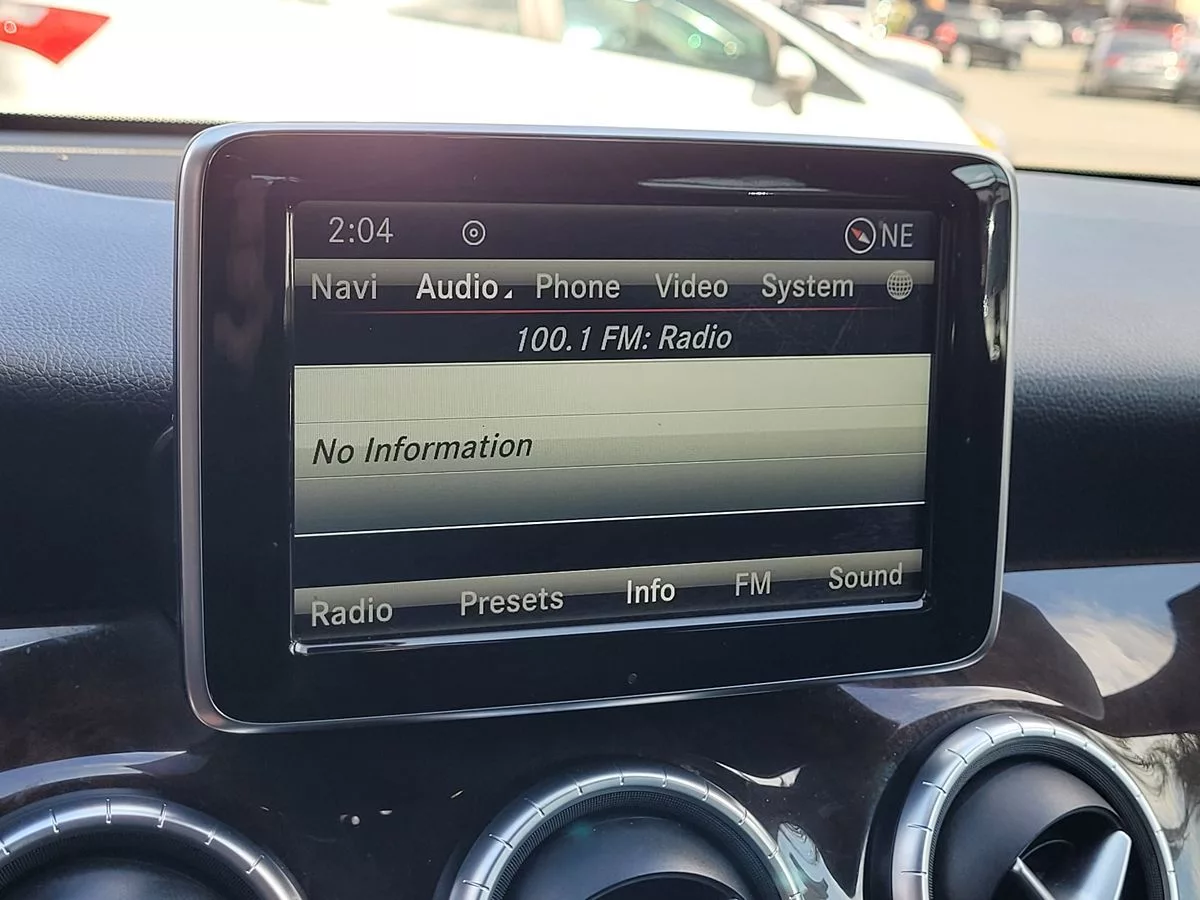 2:04 NE
Navi Audio Phone Video System
100.1 FM: Radio
No Information
Radio Presets Info FM Sound